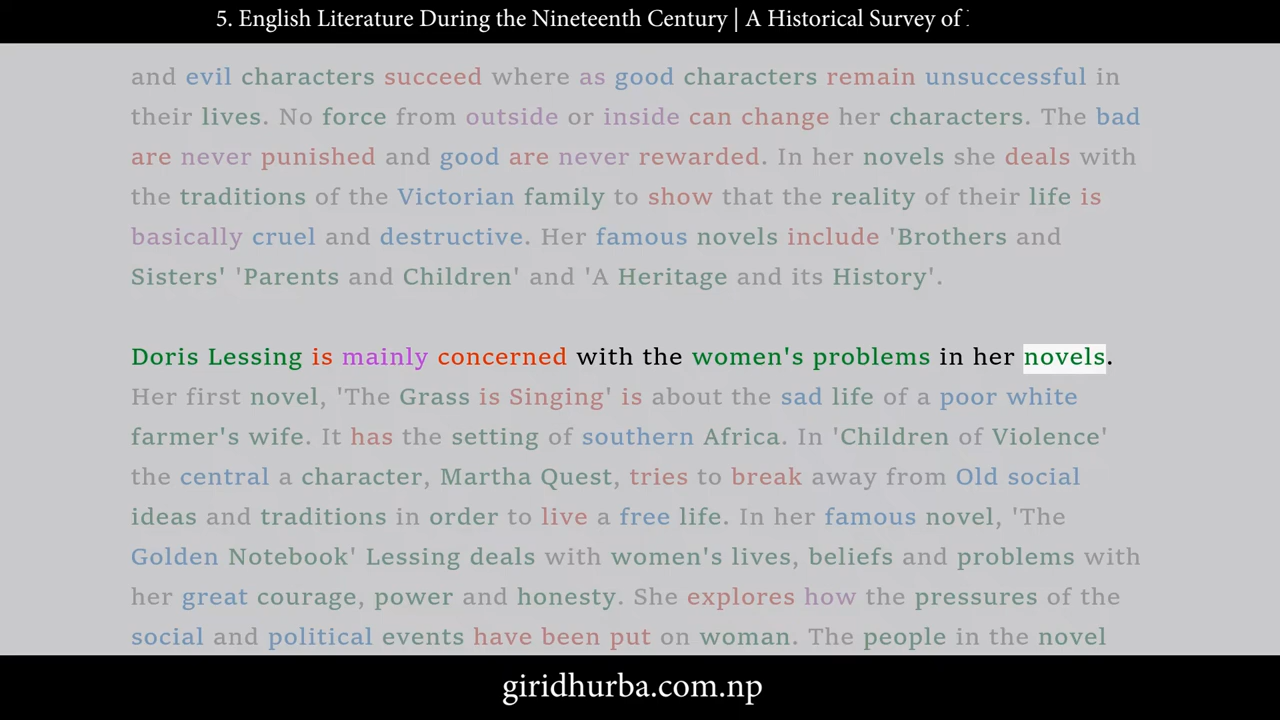 5. English Literature During the Nineteenth Century | A Historical Survey of
and evil characters succeed where as good characters remain unsuccessful in
their lives. No force from outside or inside can change her characters. The bad
are never punished and good are never rewarded. In her novels she deals with
the traditions of the Victorian family to show that the reality of their life is
basically cruel and destructive. Her famous novels include 'Brothers and
Sisters' 'Parents and Children' and 'A Heritage and its History'.
Doris Lessing is mainly concerned with the women's problems in her novels.
Her first novel, 'The Grass is Singing' is about the sad life of a poor white
farmer's wife. It has the setting of southern Africa. In 'Children of Violence'
the central a character, Martha Quest, tries to break away from Old social
ideas and traditions in order to live a free life. In her famous novel, 'The
Golden Notebook' Lessing deals with women's lives, beliefs and problems with
her great courage, power and honesty. She explores how the pressures of the
social and political events have been put on woman. The people in the novel
giridhurba.com.np